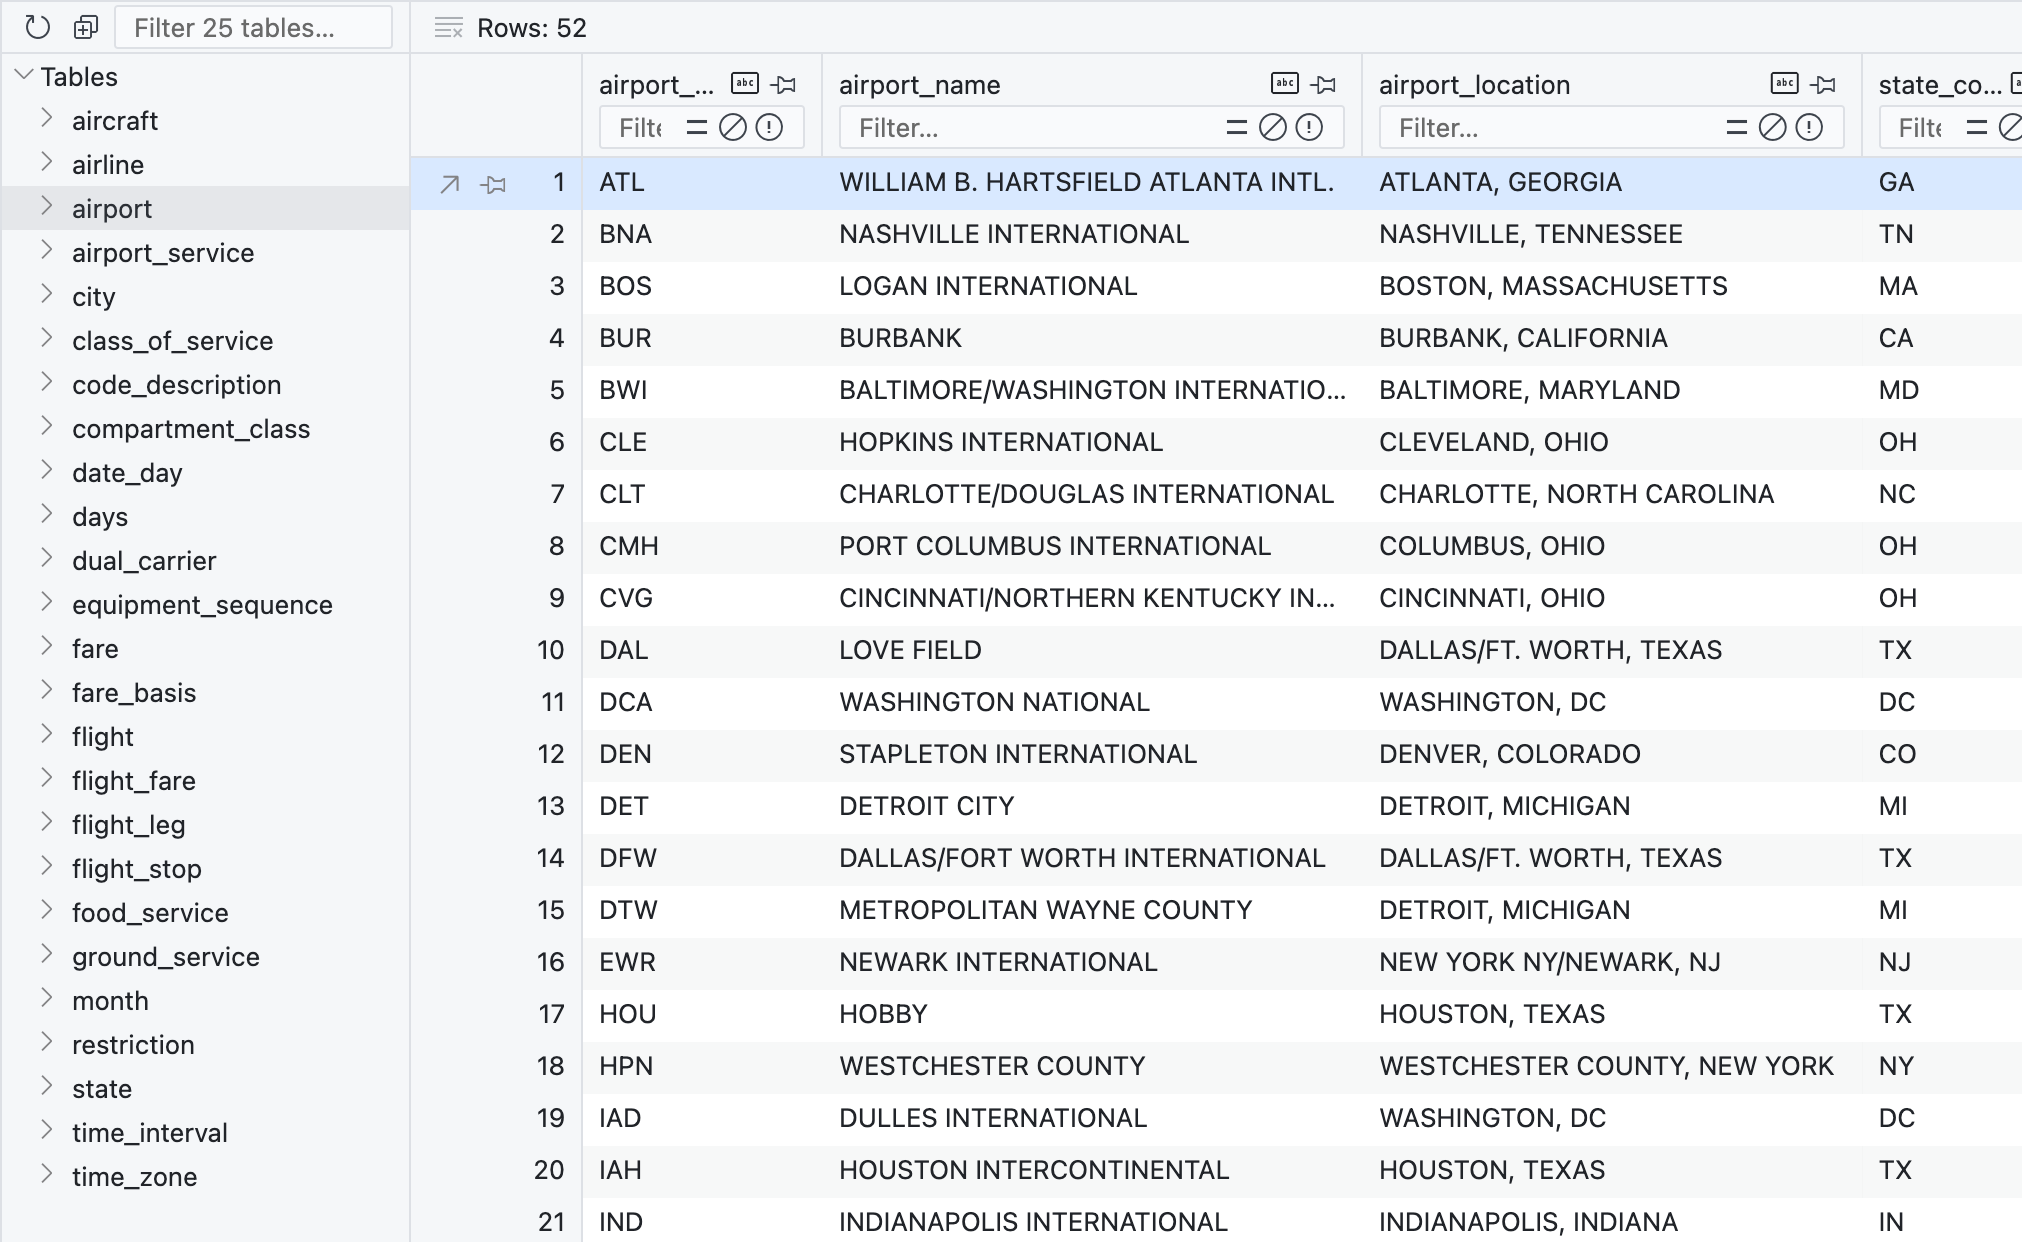 Filter 25 tables...
Rows: 52
Tables
aircraft
airline
airport
airport_service
city
class_of_service
code_description
compartment_class
date_day
days
dual_carrier
equipment_sequence
fare
fare_basis
flight
flight_fare
flight_leg
flight_stop
food_service
ground_service
month
restriction
state
time_interval
time_zone
airport_... abc airport_name abc airport_location abc state_co...
Filte Filter... Filter... Filte
1 ATL WILLIAM B. HARTSFIELD ATLANTA INTL. ATLANTA, GEORGIA GA
2 BNA NASHVILLE INTERNATIONAL NASHVILLE, TENNESSEE TN
3 BOS LOGAN INTERNATIONAL BOSTON, MASSACHUSETTS MA
4 BUR BURBANK BURBANK, CALIFORNIA CA
5 BWI BALTIMORE/WASHINGTON INTERNATIO... BALTIMORE, MARYLAND MD
6 CLE HOPKINS INTERNATIONAL CLEVELAND, OHIO OH
7 CLT CHARLOTTE/DOUGLAS INTERNATIONAL CHARLOTTE, NORTH CAROLINA NC
8 CMH PORT COLUMBUS INTERNATIONAL COLUMBUS, OHIO OH
9 CVG CINCINNATI/NORTHERN KENTUCKY IN... CINCINNATI, OHIO OH
10 DAL LOVE FIELD DALLAS/FT. WORTH, TEXAS TX
11 DCA WASHINGTON NATIONAL WASHINGTON, DC DC
12 DEN STAPLETON INTERNATIONAL DENVER, COLORADO CO
13 DET DETROIT CITY DETROIT, MICHIGAN MI
14 DFW DALLAS/FORT WORTH INTERNATIONAL DALLAS/FT. WORTH, TEXAS TX
15 DTW METROPOLITAN WAYNE COUNTY DETROIT, MICHIGAN MI
16 EWR NEWARK INTERNATIONAL NEW YORK NY/NEWARK, NJ NJ
17 HOU HOBBY HOUSTON, TEXAS TX
18 HPN WESTCHESTER COUNTY WESTCHESTER COUNTY, NEW YORK NY
19 IAD DULLES INTERNATIONAL WASHINGTON, DC DC
20 IAH HOUSTON INTERCONTINENTAL HOUSTON, TEXAS TX
21 IND INDIANAPOLIS INTERNATIONAL INDIANAPOLIS, INDIANA IN